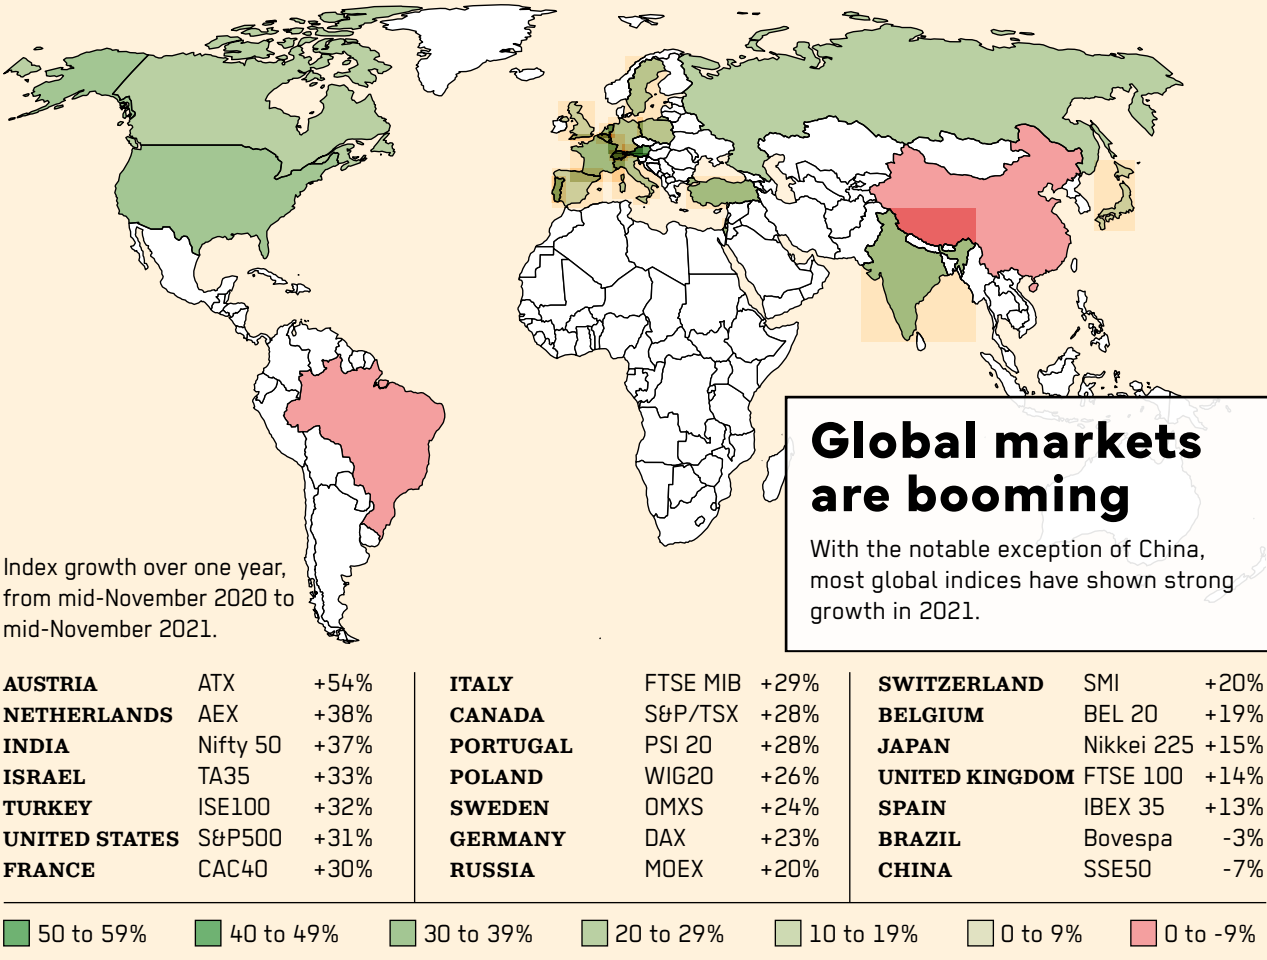 Global markets
are booming
With the notable exception of China,
most global indices have shown strong
growth in 2021.
Index growth over one year,
from mid-November 2020 to
mid-November 2021.
AUSTRIA ATX +54%
NETHERLANDS AEX +38%
INDIA Nifty 50 +37%
ISRAEL TA35 +33%
TURKEY ISE100 +32%
UNITED STATES S&P500 +31%
FRANCE CAC40 +30%
ITALY FTSE MIB +29%
CANADA S&P/TSX +28%
PORTUGAL PSI 20 +28%
POLAND WIG20 +26%
SWEDEN OMXS +24%
GERMANY DAX +23%
RUSSIA MOEX +20%
SWITZERLAND SMI +20%
BELGIUM BEL 20 +19%
JAPAN Nikkei 225 +15%
UNITED KINGDOM FTSE 100 +14%
SPAIN IBEX 35 +13%
BRAZIL Bovespa -3%
CHINA SSE50 -7%
50 to 59% 40 to 49% 30 to 39% 20 to 29% 10 to 19% 0 to 9% 0 to -9%